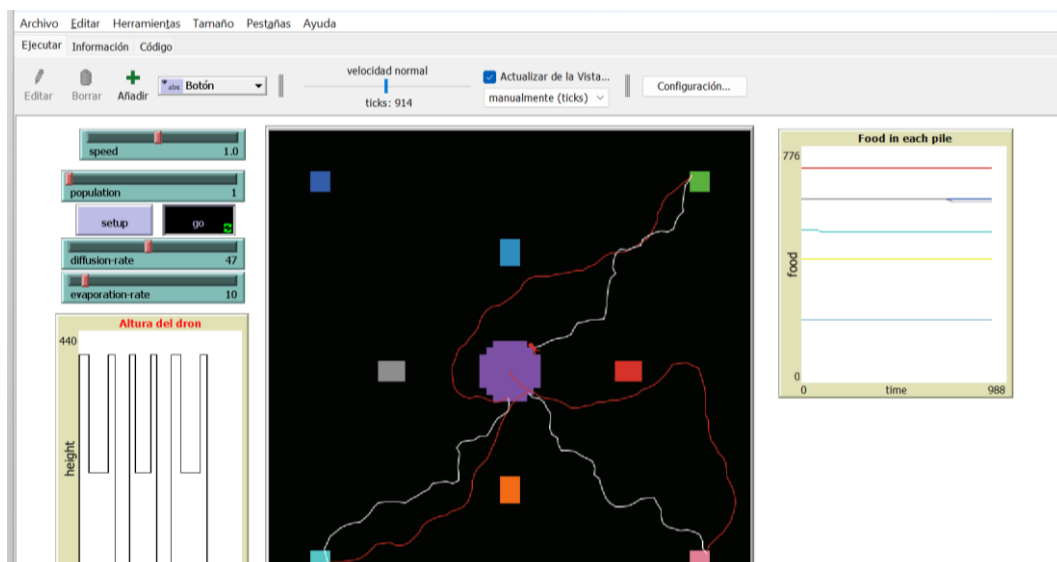 Archivo Editar Herramientas Tamaño Pestañas Ayuda
Ejecutar Información Código
Editar Borrar Añadir
abc Botón
velocidad normal
ticks: 914
Actualizar de la Vista...
manualmente (ticks)
Configuración...
speed 1.0
population 1
setup go
diffusion-rate 47
evaporation-rate 10
Altura del dron
440
height
Food in each pile
776
food
0
0 time 988